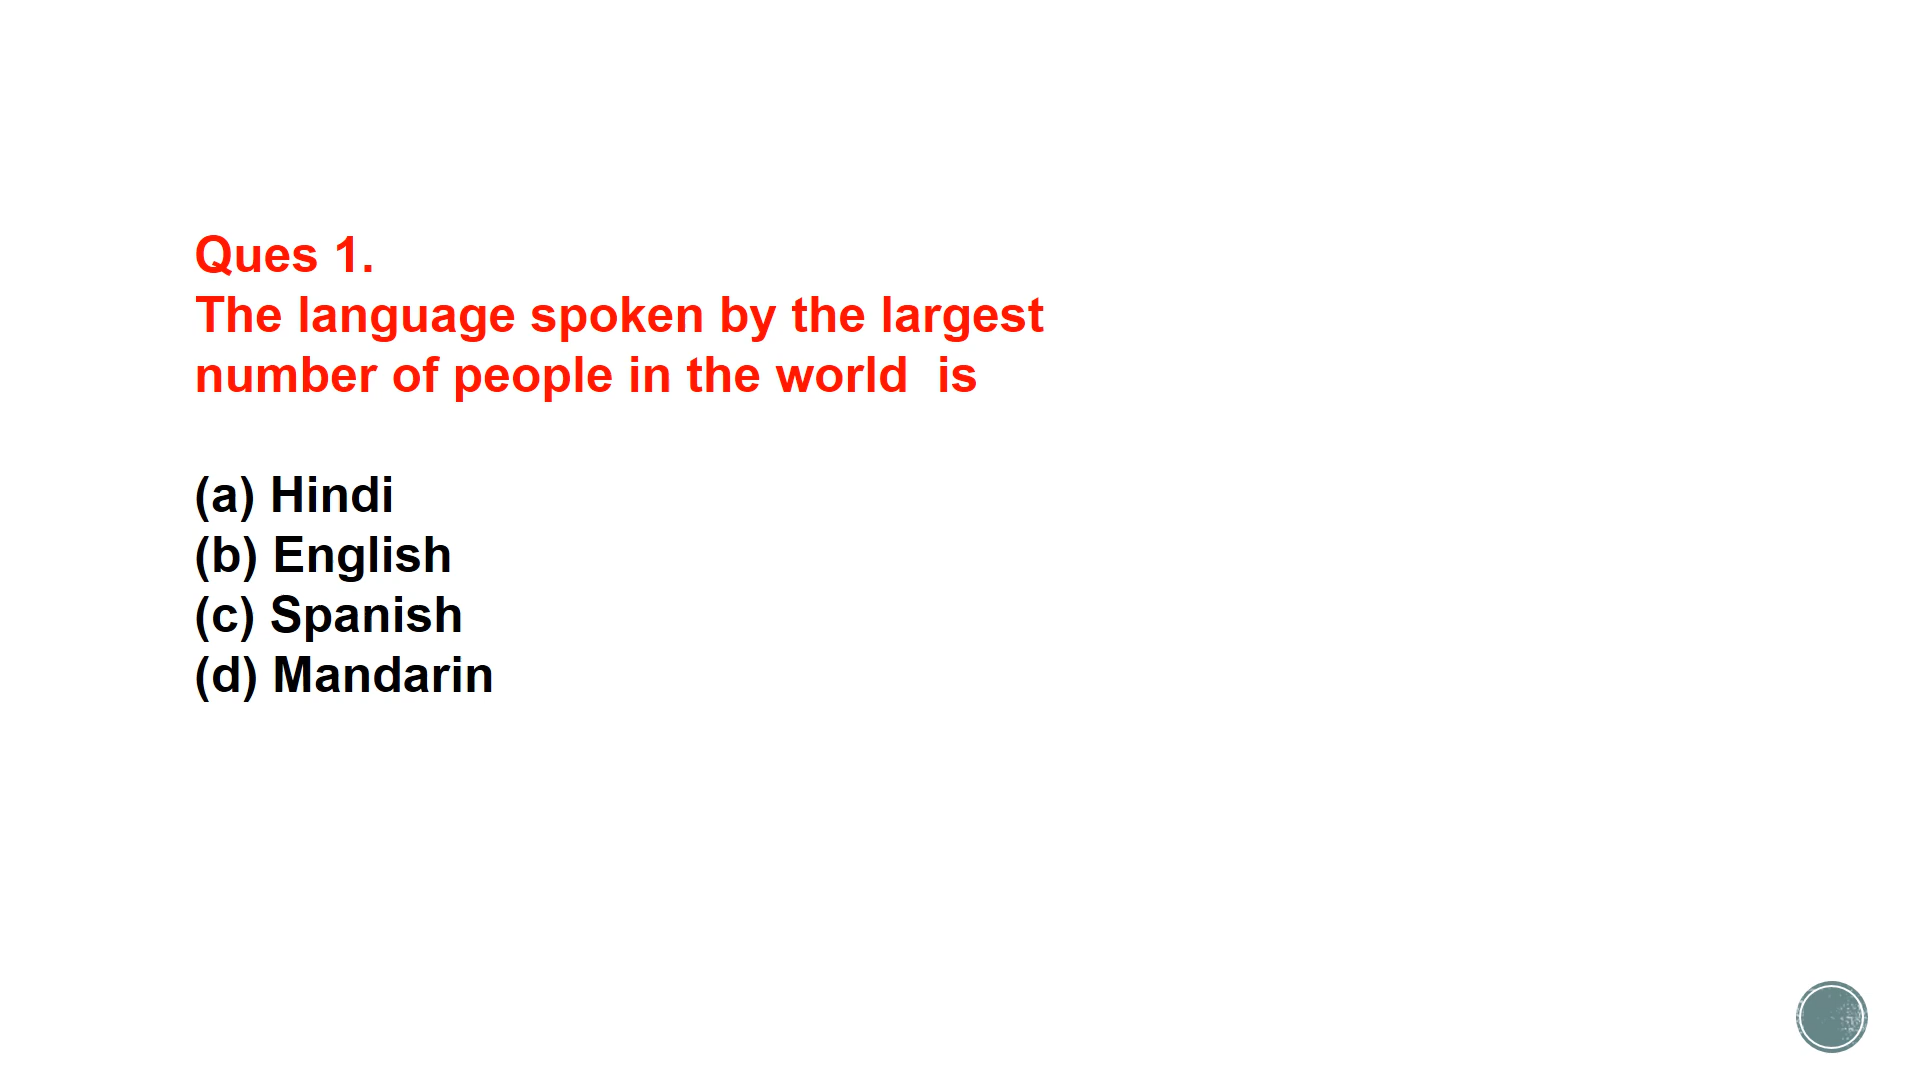 Ques 1.
The language spoken by the largest
number of people in the world  is
(a) Hindi
(b) English
(c) Spanish
(d) Mandarin